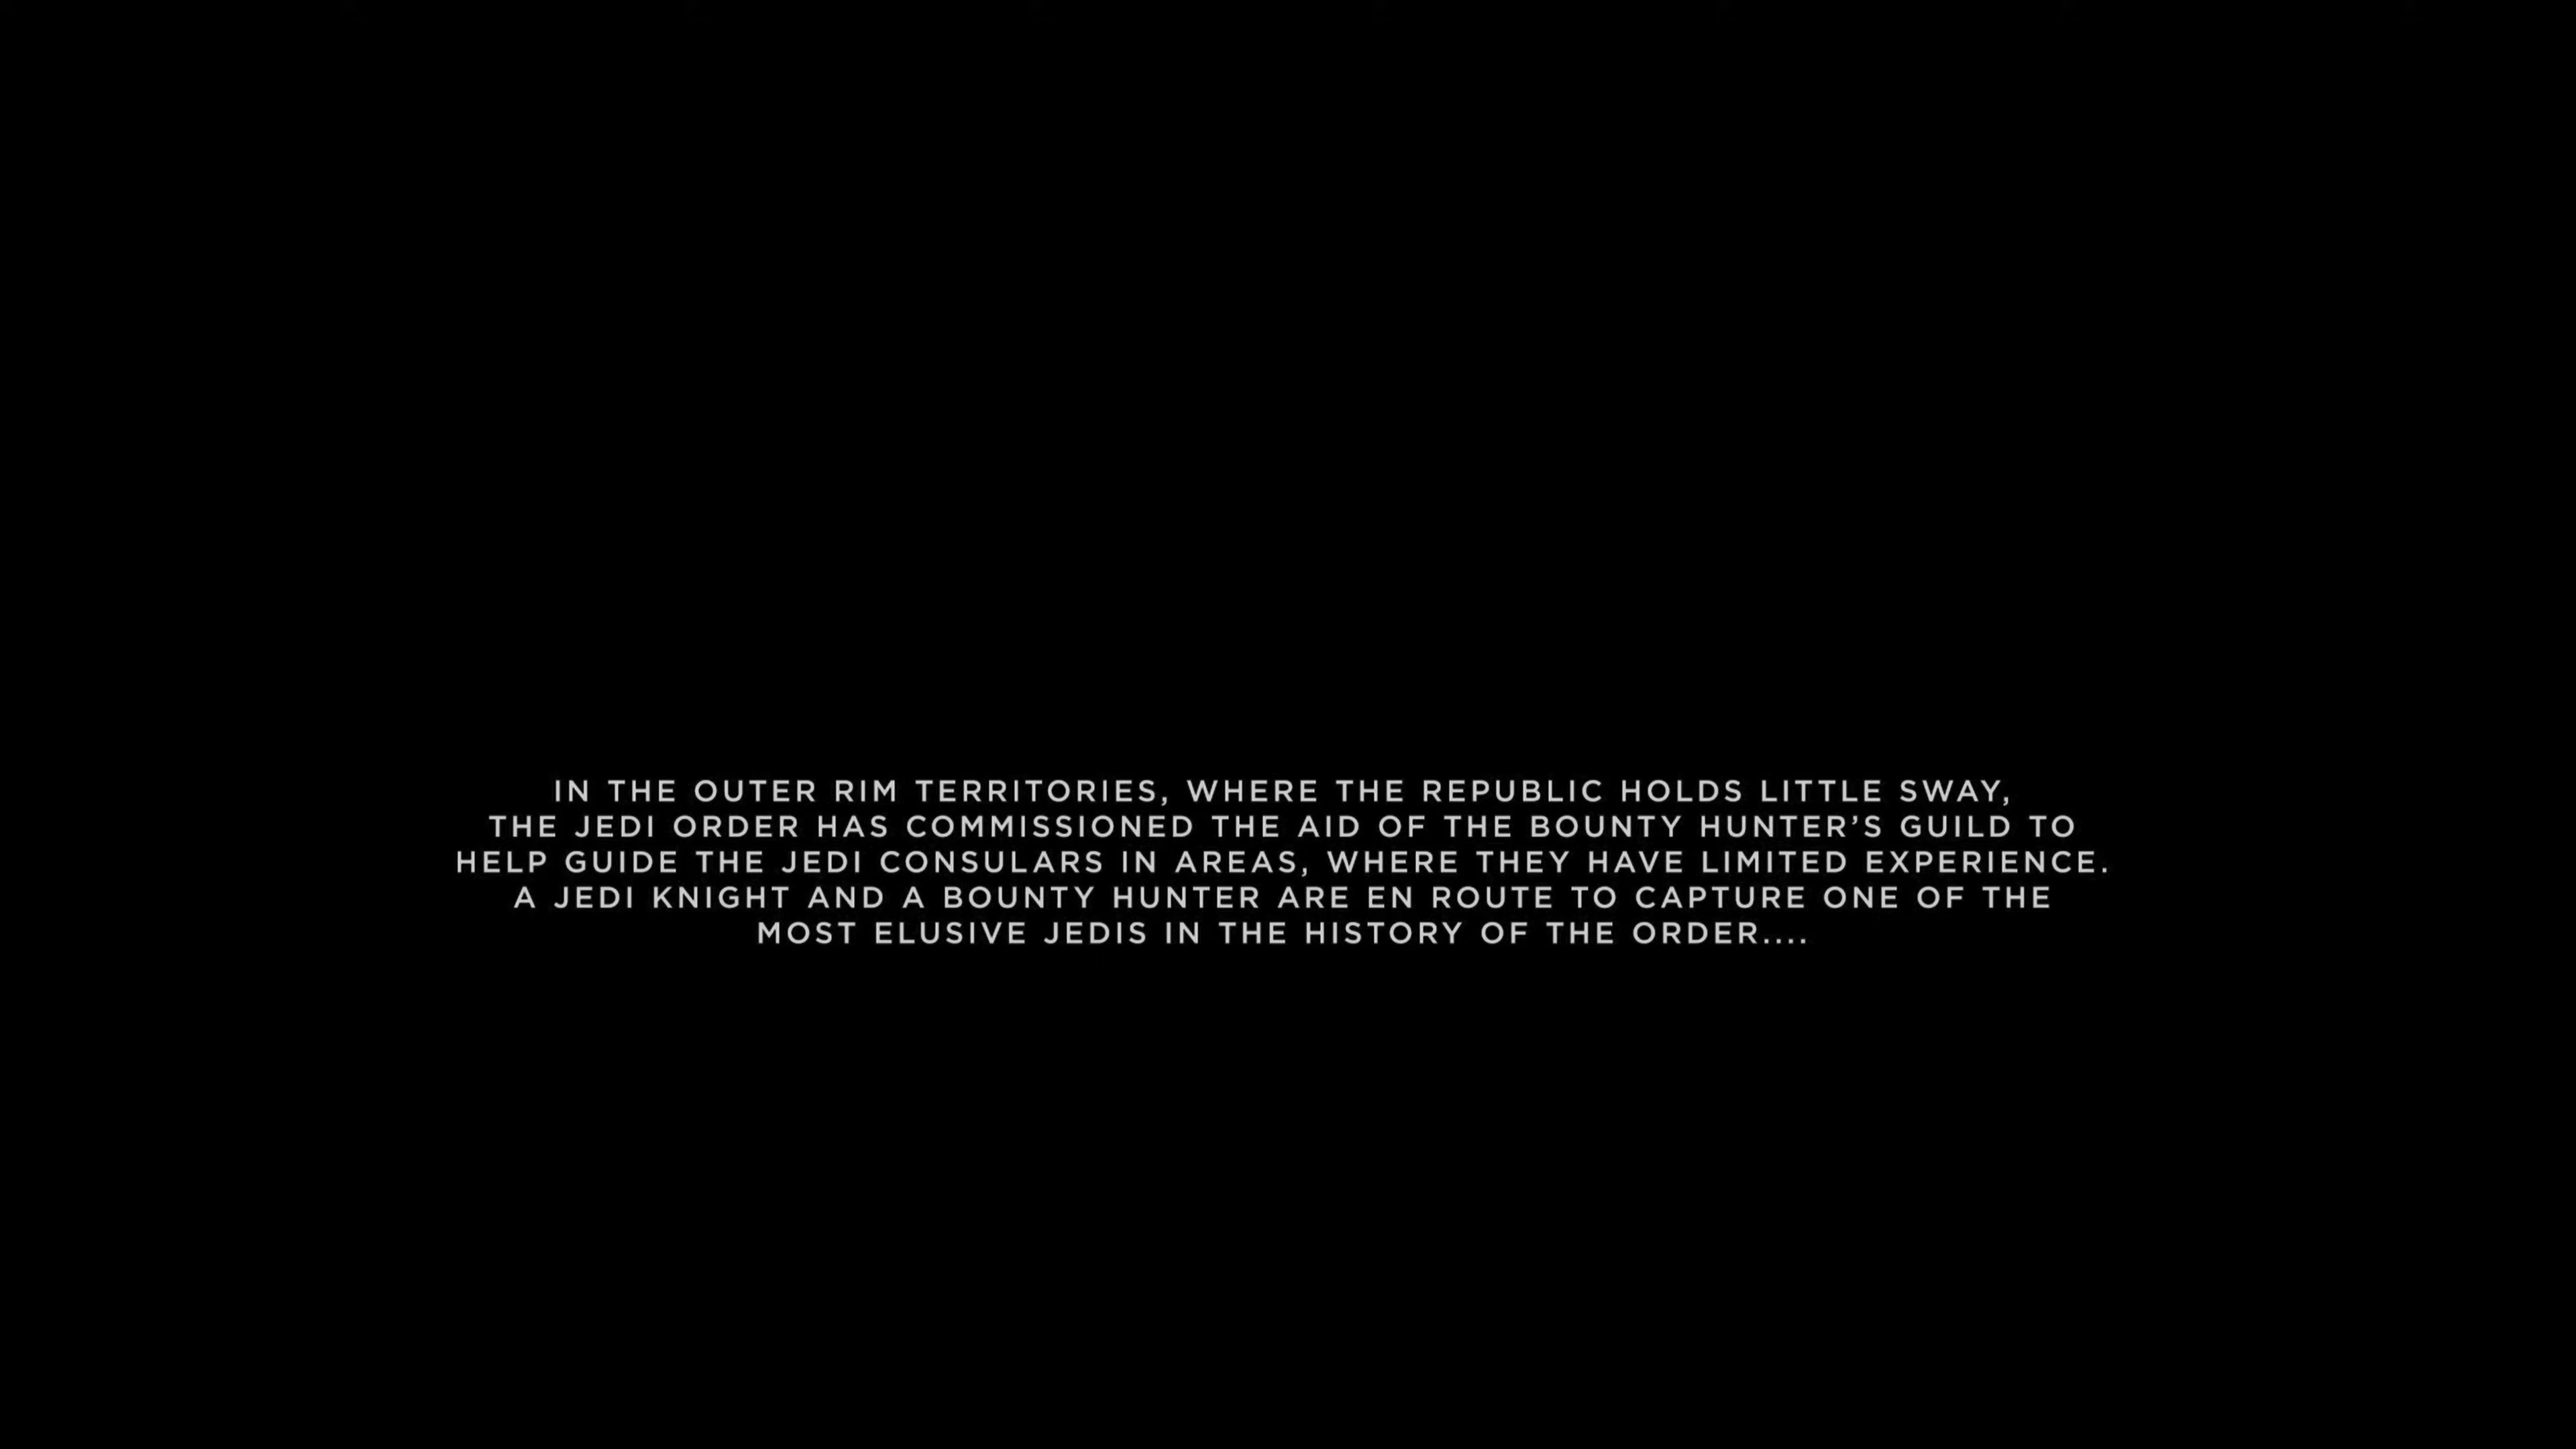 IN THE OUTER RIM TERRITORIES, WHERE THE REPUBLIC HOLDS LITTLE SWAY,
THE JEDI ORDER HAS COMMISSIONED THE AID OF THE BOUNTY HUNTER’S GUILD TO
HELP GUIDE THE JEDI CONSULARS IN AREAS, WHERE THEY HAVE LIMITED EXPERIENCE.
A JEDI KNIGHT AND A BOUNTY HUNTER ARE EN ROUTE TO CAPTURE ONE OF THE
MOST ELUSIVE JEDIS IN THE HISTORY OF THE ORDER....